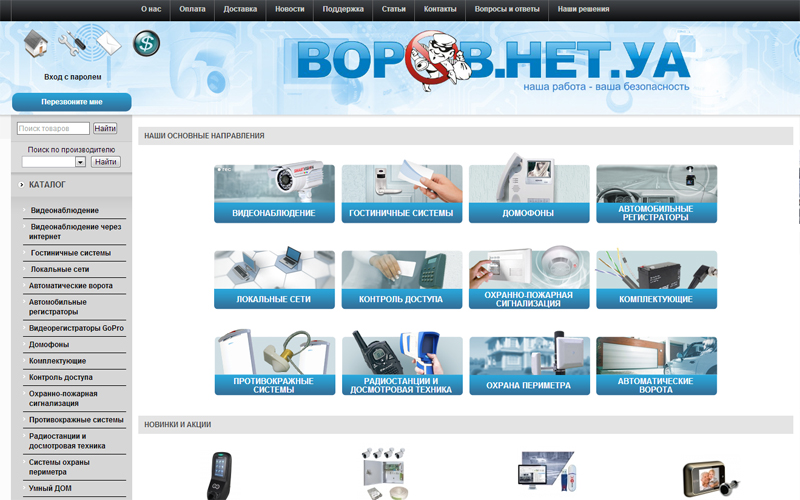 О нас
Оплата
Доставка
Новости
Поддержка
Статьи
Контакты
Вопросы и ответы
Наши решения
Вход с паролем
Перезвоните мне
ВОРОВ.НЕТ.УА
наша работа - ваша безопасность
Поиск товаров
Найти
Поиск по производителю
Найти
КАТАЛОГ
Видеонаблюдение
Видеонаблюдение через
интернет
Гостиничные системы
Локальные сети
Автоматические ворота
Автомобильные
регистраторы
Видеорегистраторы GoPro
Домофоны
Комплектующие
Контроль доступа
Охранно-пожарная
сигнализация
Противокражные системы
Радиостанции и
досмотровая техника
Системы охраны
периметра
Умный ДОМ
НАШИ ОСНОВНЫЕ НАПРАВЛЕНИЯ
ВИДЕОНАБЛЮДЕНИЕ
ГОСТИНИЧНЫЕ СИСТЕМЫ
ДОМОФОНЫ
АВТОМОБИЛЬНЫЕ
РЕГИСТРАТОРЫ
ЛОКАЛЬНЫЕ СЕТИ
КОНТРОЛЬ ДОСТУПА
ОХРАННО-ПОЖАРНАЯ
СИГНАЛИЗАЦИЯ
КОМПЛЕКТУЮЩИЕ
ПРОТИВОКРАЖНЫЕ
СИСТЕМЫ
РАДИОСТАНЦИИ И
ДОСМОТРОВАЯ ТЕХНИКА
ОХРАНА ПЕРИМЕТРА
АВТОМАТИЧЕСКИЕ
ВОРОТА
НОВИНКИ И АКЦИИ